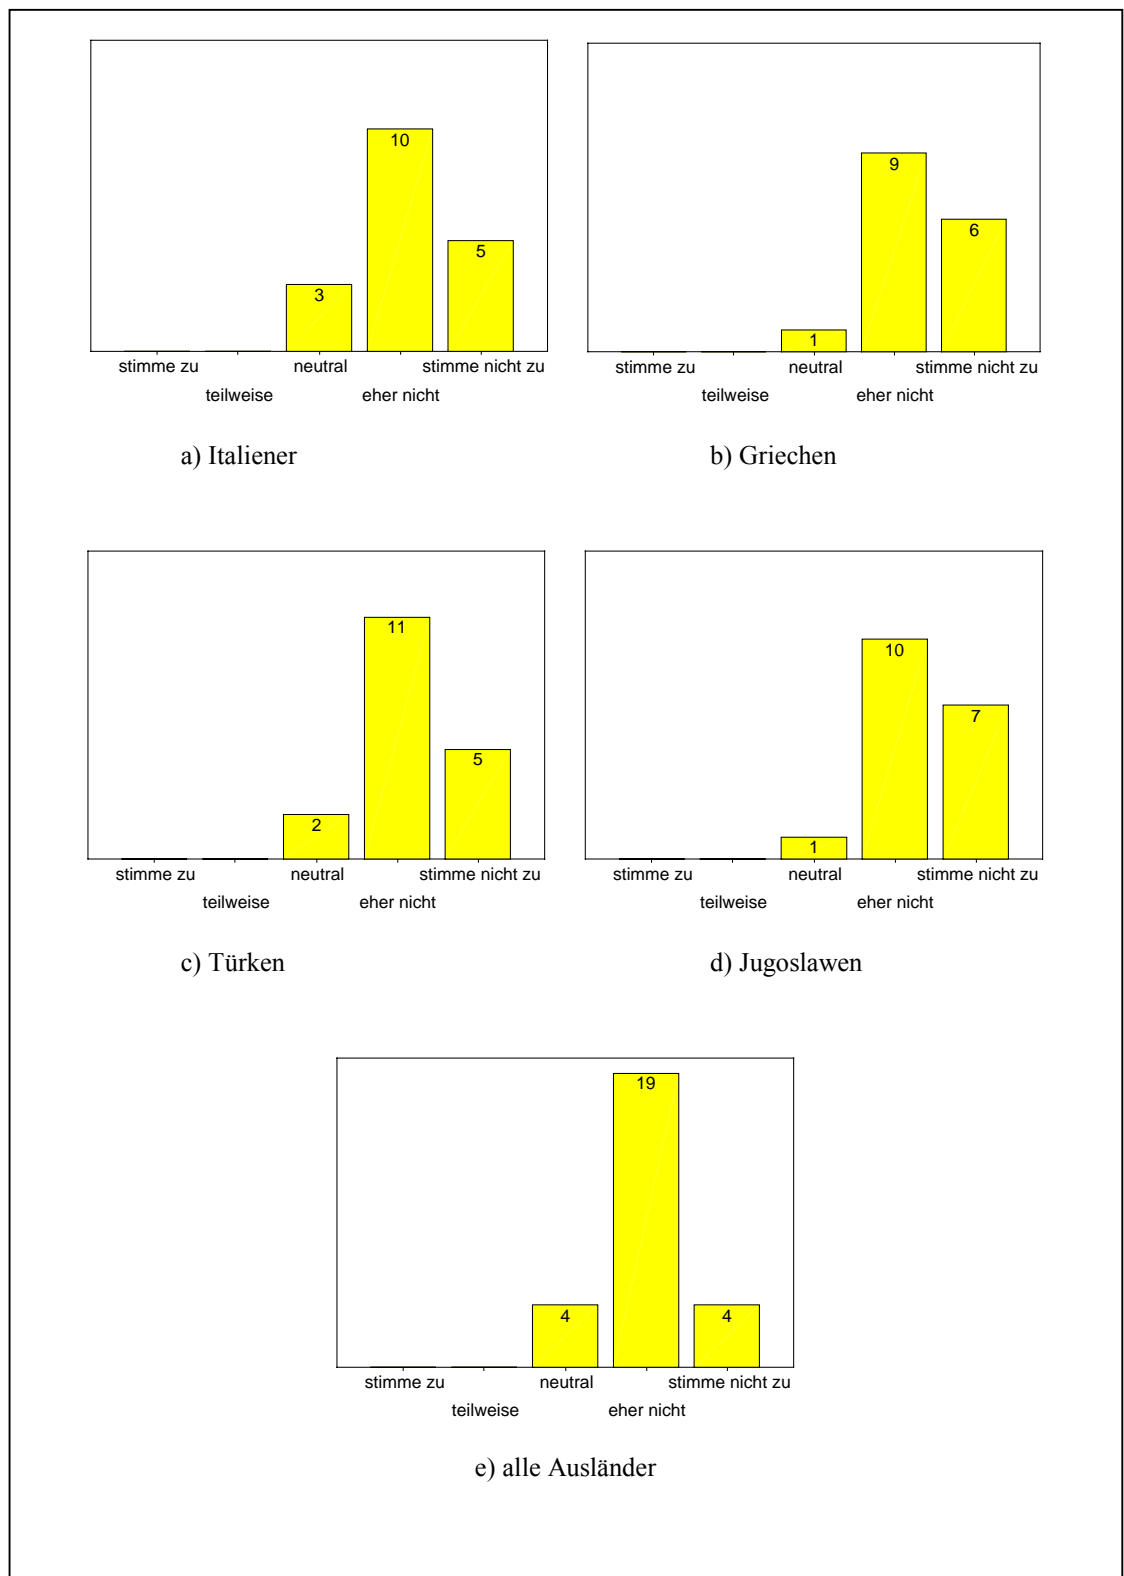 10
3
5
stimme zu neutral stimme nicht zu
teilweise eher nicht
a) Italiener
9
6
1
stimme zu neutral stimme nicht zu
teilweise eher nicht
b) Griechen
11
5
2
stimme zu neutral stimme nicht zu
teilweise eher nicht
c) Türken
10
7
1
stimme zu neutral stimme nicht zu
teilweise eher nicht
d) Jugoslawen
19
4 4
stimme zu neutral stimme nicht zu
teilweise eher nicht
e) alle Ausländer